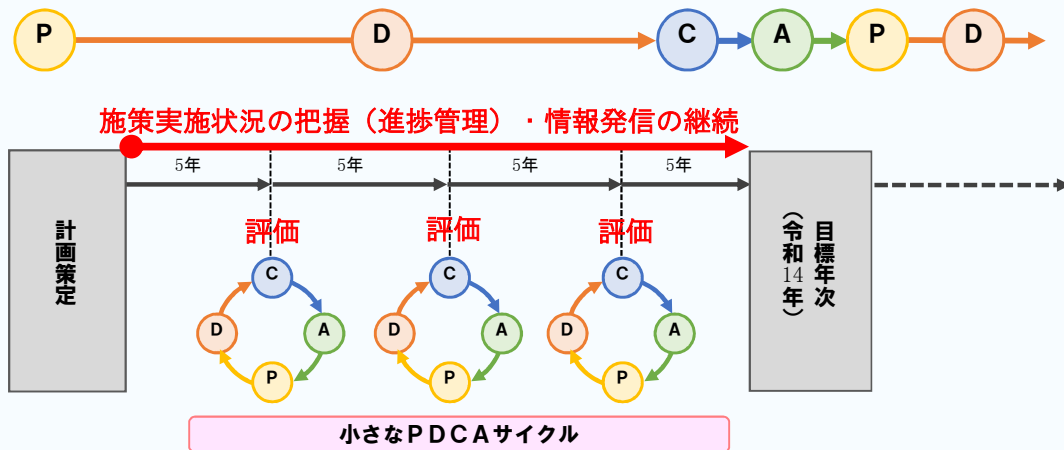 P D C A P D
施策実施状況の把握（進捗管理）・情報発信の継続
5年 5年 5年 5年
計画策定
評価 評価 評価
目標年次
（令和14年）
C C C
D A D A D A
P P P
小さなPDCAサイクル